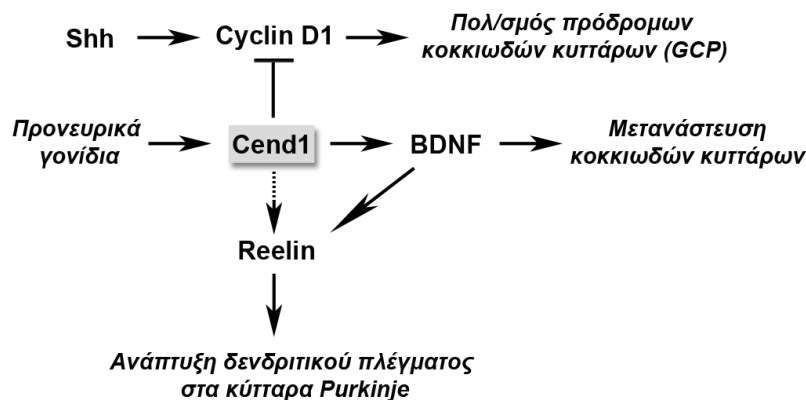 Shh
Cyclin D1
Πολ/σμός πρόδρομων
κοκκιωδών κυττάρων (GCP)
Προνευρικά
γονίδια
Cend1
BDNF
Μετανάστευση
κοκκιωδών κυττάρων
Reelin
Ανάπτυξη δενδριτικού πλέγματος
στα κύτταρα Purkinje